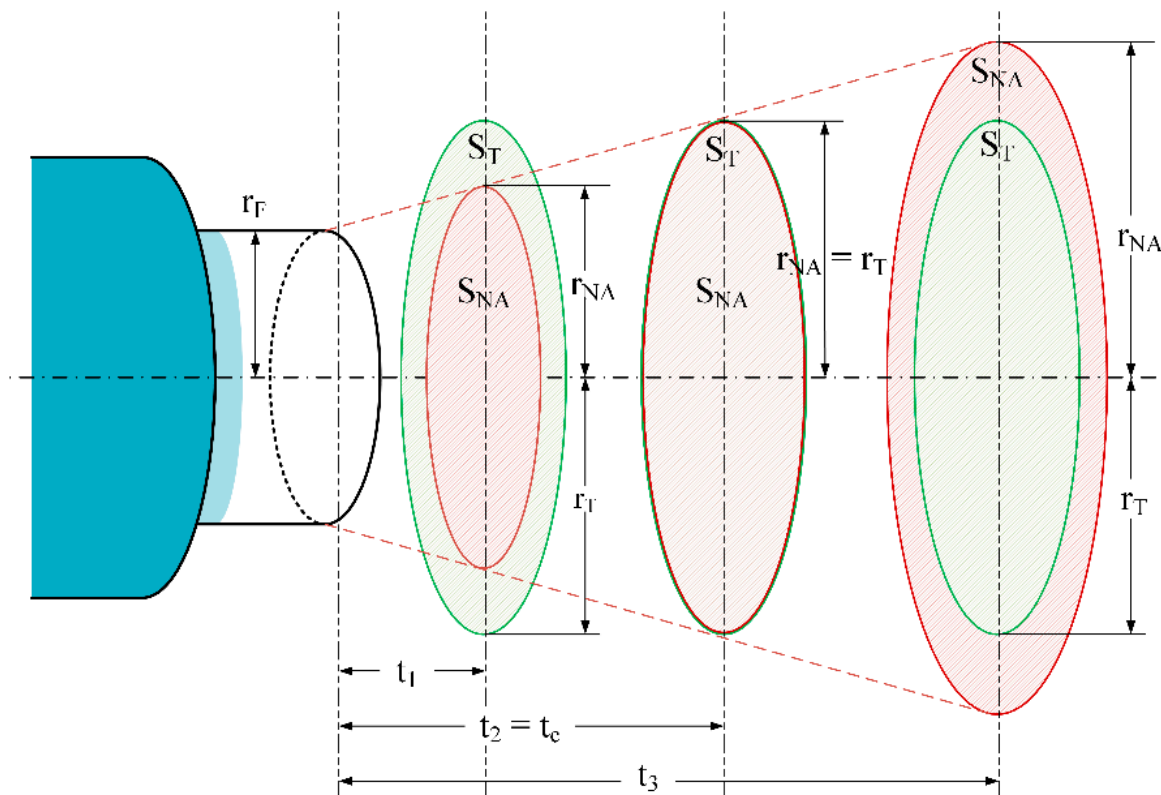 S_NA
S_T
S_T
S_T
r_F
r_NA
r_NA = r_T
r_NA
S_NA
S_NA
r_T
r_T
t_1
t_2 = t_c
t_3